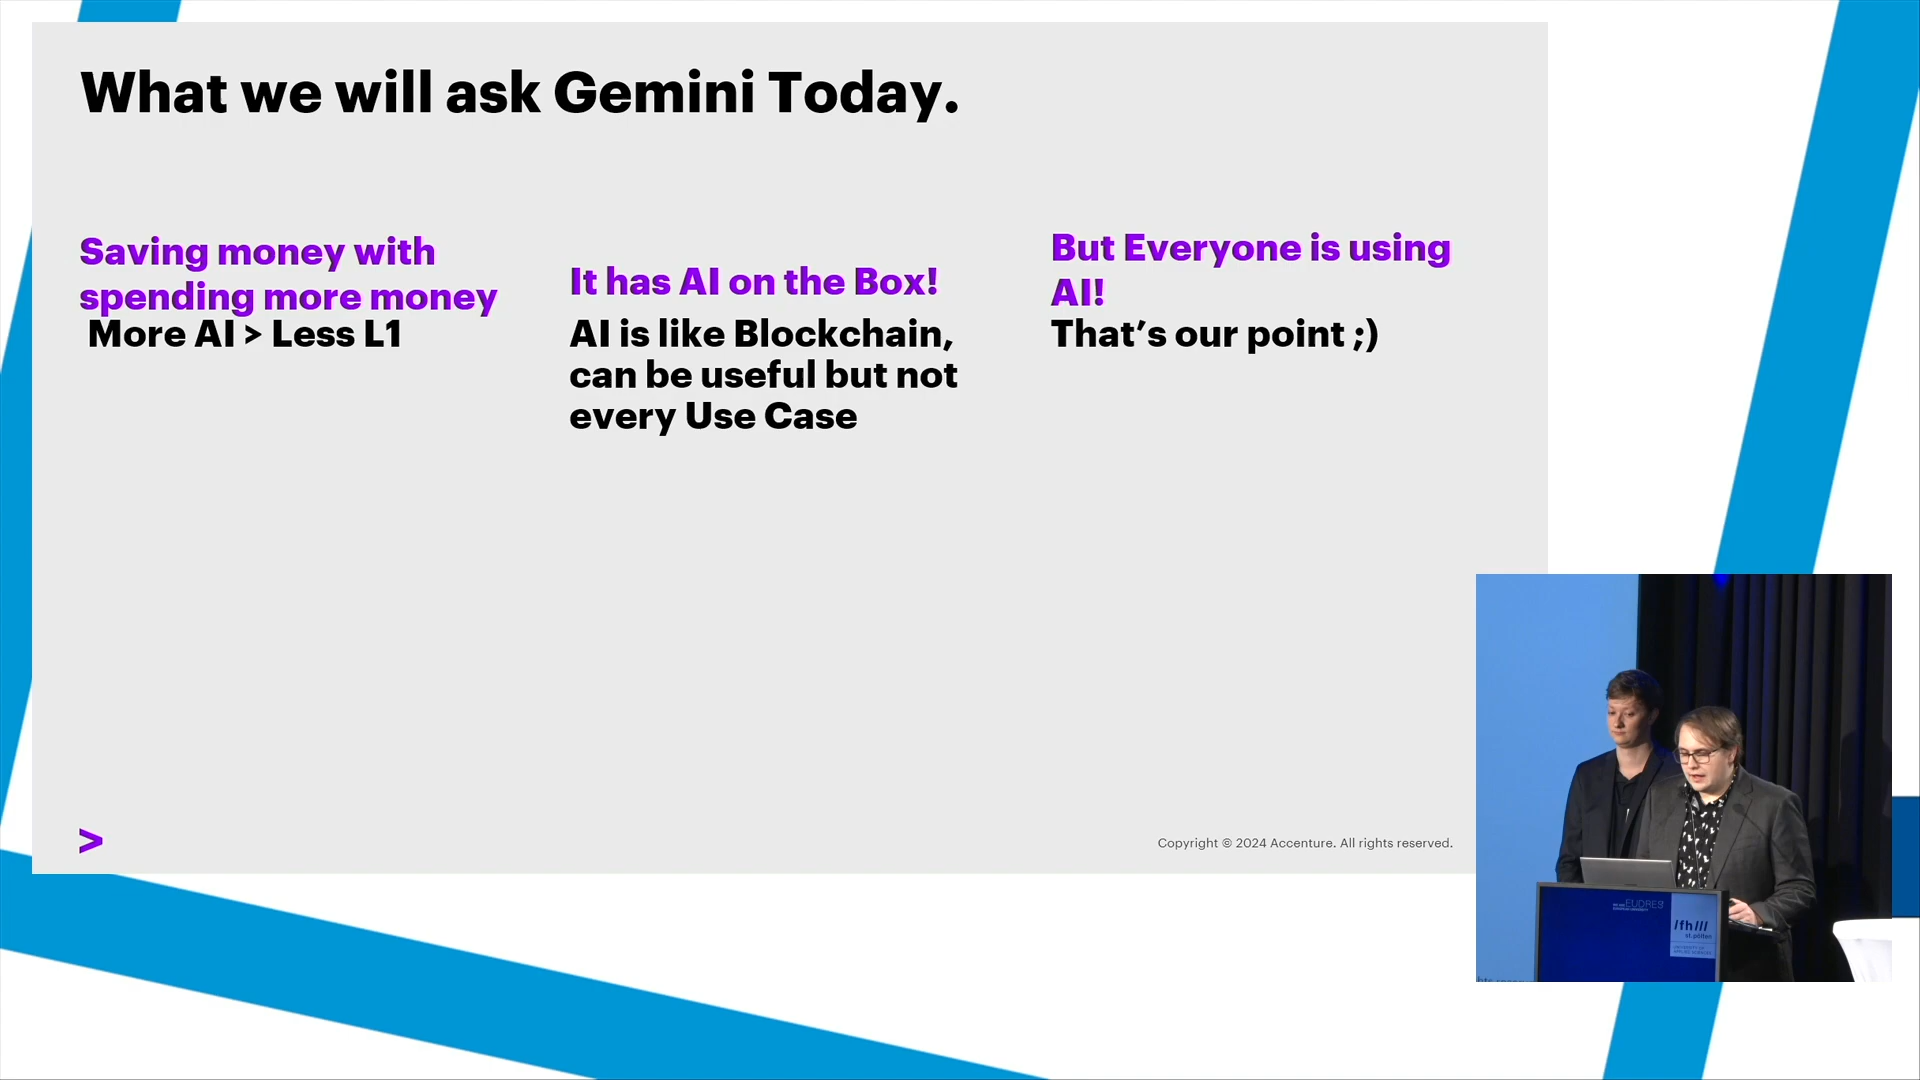 What we will ask Gemini Today.
Saving money with
spending more money
More AI > Less L1
It has AI on the Box!
AI is like Blockchain,
can be useful but not
every Use Case
But Everyone is using
AI!
That’s our point ;)
>
Copyright © 2024 Accenture. All rights reserved.
EUDRES
/fh///
st.pölten